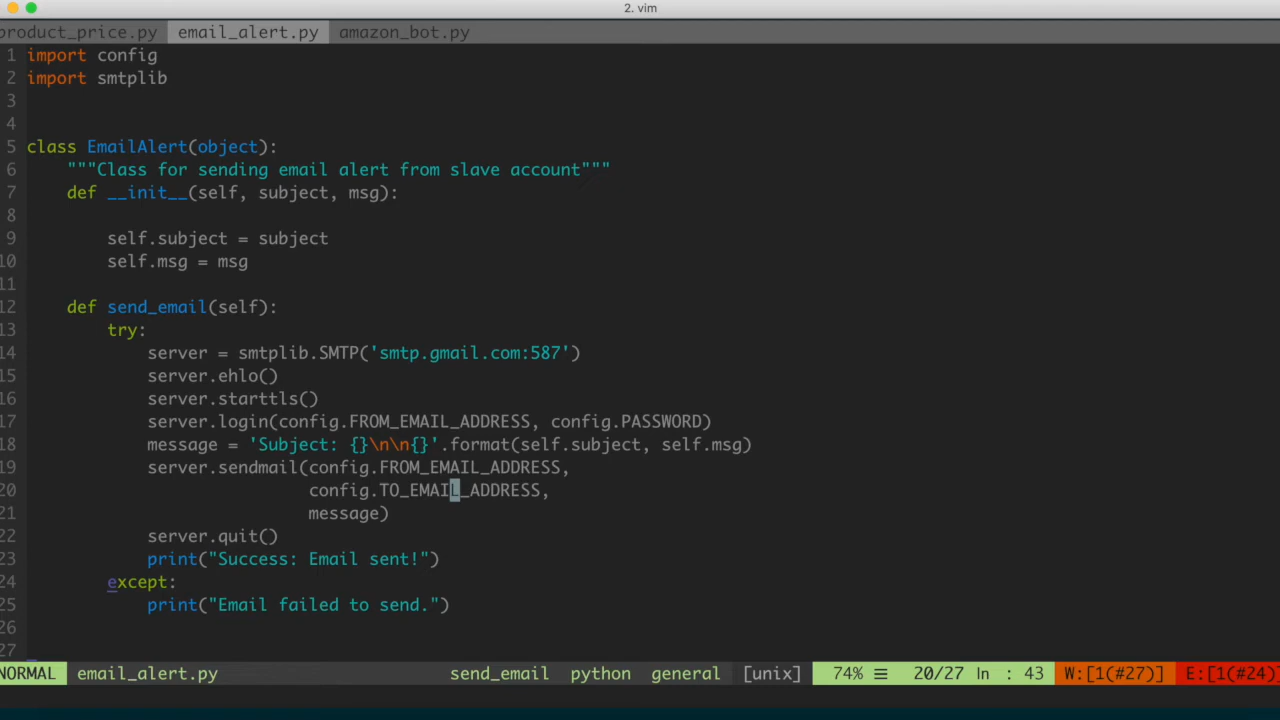 2. vim
product_price.py email_alert.py amazon_bot.py
1 import config
2 import smtplib
3
4
5 class EmailAlert(object):
6     """Class for sending email alert from slave account"""
7     def __init__(self, subject, msg):
8
9         self.subject = subject
10         self.msg = msg
11
12     def send_email(self):
13         try:
14             server = smtplib.SMTP('smtp.gmail.com:587')
15             server.ehlo()
16             server.starttls()
17             server.login(config.FROM_EMAIL_ADDRESS, config.PASSWORD)
18             message = 'Subject: {}\n\n{}'.format(self.subject, self.msg)
19             server.sendmail(config.FROM_EMAIL_ADDRESS,
20                             config.TO_EMAIL_ADDRESS,
21                             message)
22             server.quit()
23             print("Success: Email sent!")
24         except:
25             print("Email failed to send.")
26
27
NORMAL email_alert.py send_email python general [unix] 74% ☰ 20/27 ln : 43 W:[1(#27)] E:[1(#24)]